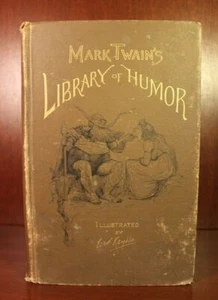 MARK TWAIN'S
LIBRARY OF HUMOR
ILLUSTRATED
BY